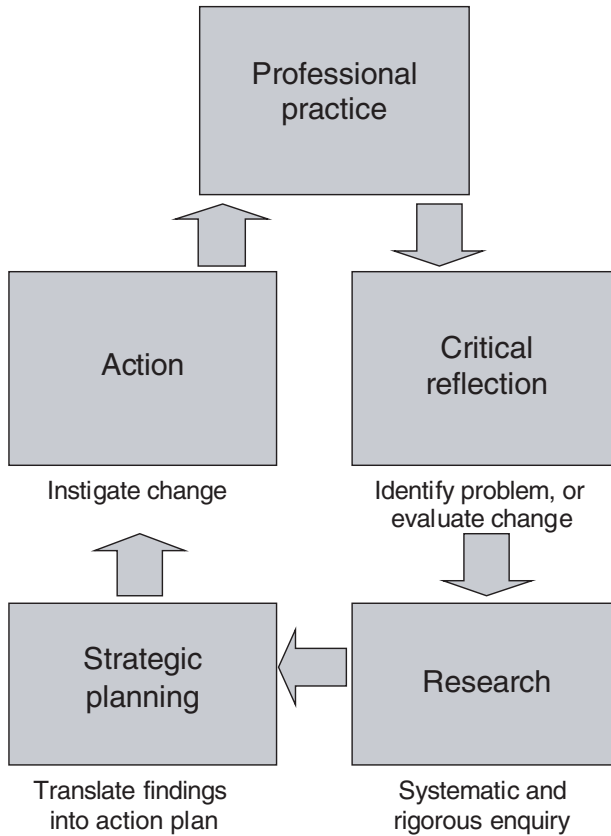 Professional
practice
Action
Critical
reflection
Instigate change
Identify problem, or
evaluate change
Strategic
planning
Research
Translate findings
into action plan
Systematic and
rigorous enquiry